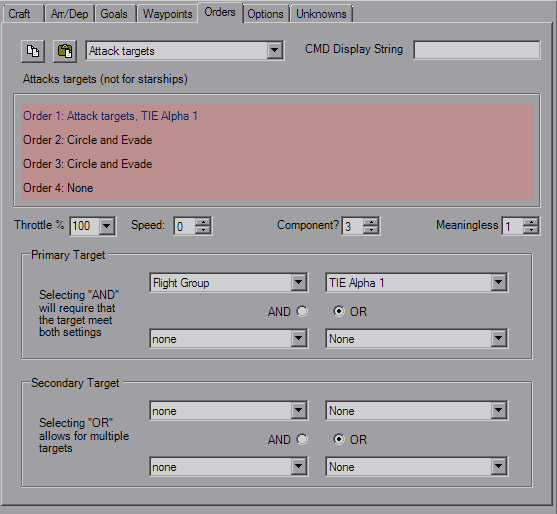 Craft Arr/Dep Goals Waypoints Orders Options Unknowns
Attack targets CMD Display String
Attacks targets (not for starships)
Order 1: Attack targets, TIE Alpha 1
Order 2: Circle and Evade
Order 3: Circle and Evade
Order 4: None
Throttle % 100 Speed: 0 Component? 3 Meaningless 1
Primary Target
Flight Group TIE Alpha 1
Selecting "AND"
will require that
the target meet
both settings
AND OR
none None
Secondary Target
none None
Selecting "OR"
allows for multiple
targets
AND OR
none None